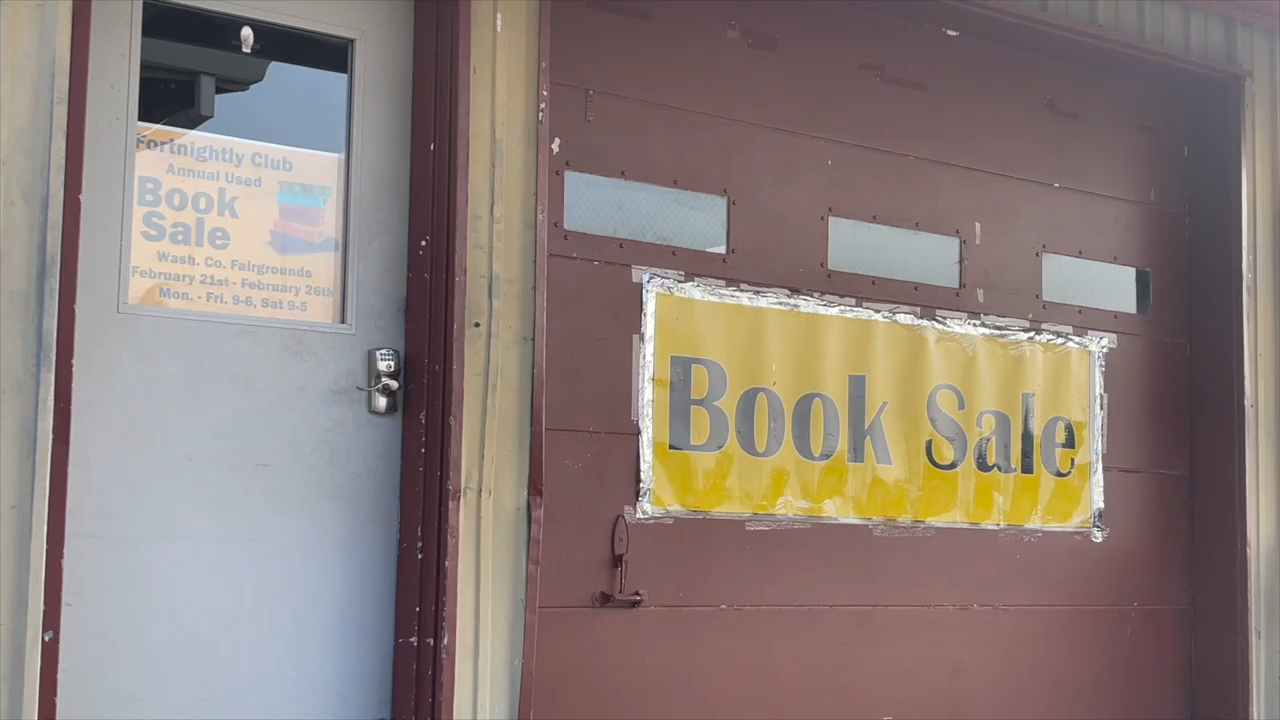 Fortnightly Club
Annual Used
Book
Sale
Wash. Co. Fairgrounds
February 21st - February 26th
Mon. - Fri. 9-6, Sat 9-5
Book Sale